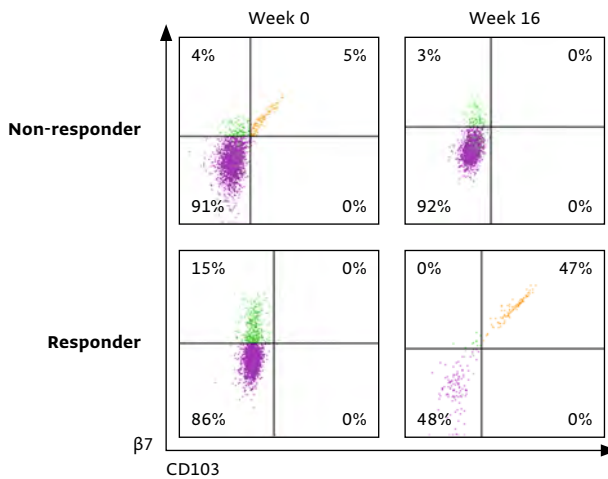 Week 0 Week 16
4% 5% 3% 0%
Non-responder
91% 0% 92% 0%
15% 0% 0% 47%
Responder
86% 0% 48% 0%
β7
CD103